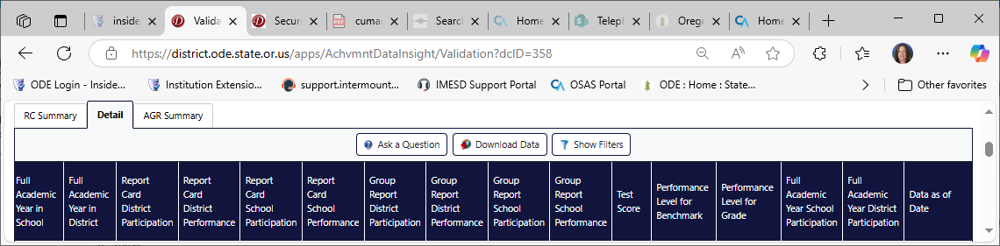 inside
Valida
Secure
cumar
Search
Home
Teleph
Orego
Home
https://district.ode.state.or.us/apps/AchvmntDataInsight/Validation?dcID=358
ODE Login - Inside...
Institution Extensio...
support.intermount...
IMESD Support Portal
OSAS Portal
ODE : Home : State...
Other favorites
RC Summary
Detail
AGR Summary
Ask a Question
Download Data
Show Filters
Full
Academic
Year in
School
Full
Academic
Year in
District
Report
Card
District
Participation
Report
Card
District
Performance
Report
Card
School
Participation
Report
Card
School
Performance
Group
Report
District
Participation
Group
Report
District
Performance
Group
Report
School
Participation
Group
Report
School
Performance
Test
Score
Performance
Level for
Benchmark
Performance
Level for
Grade
Full
Academic
Year School
Participation
Full
Academic
Year District
Participation
Data as of
Date